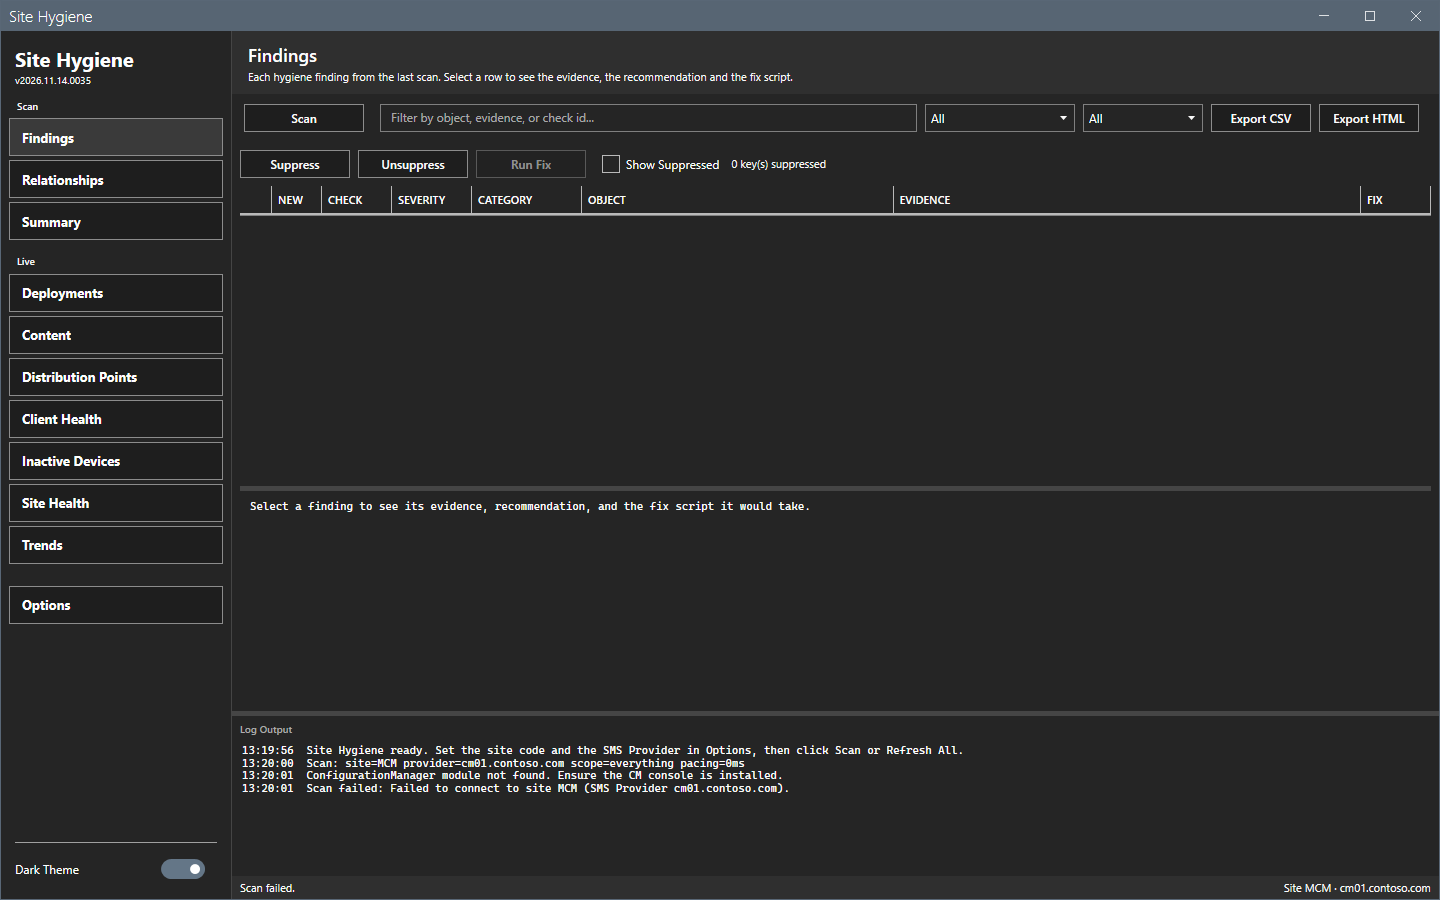 Site Hygiene
Site Hygiene
v2026.11.14.0035
Scan
Findings
Relationships
Summary
Live
Deployments
Content
Distribution Points
Client Health
Inactive Devices
Site Health
Trends
Options
Dark Theme
Findings
Each hygiene finding from the last scan. Select a row to see the evidence, the recommendation and the fix script.
Scan Filter by object, evidence, or check id... All All Export CSV Export HTML
Suppress Unsuppress Run Fix Show Suppressed 0 key(s) suppressed
NEW CHECK SEVERITY CATEGORY OBJECT EVIDENCE FIX
Select a finding to see its evidence, recommendation, and the fix script it would take.
Log Output
13:19:56 Site Hygiene ready. Set the site code and the SMS Provider in Options, then click Scan or Refresh All.
13:20:00 Scan: site=MCM provider=cm01.contoso.com scope=everything pacing=0ms
13:20:01 ConfigurationManager module not found. Ensure the CM console is installed.
13:20:01 Scan failed: Failed to connect to site MCM (SMS Provider cm01.contoso.com).
Scan failed. Site MCM · cm01.contoso.com